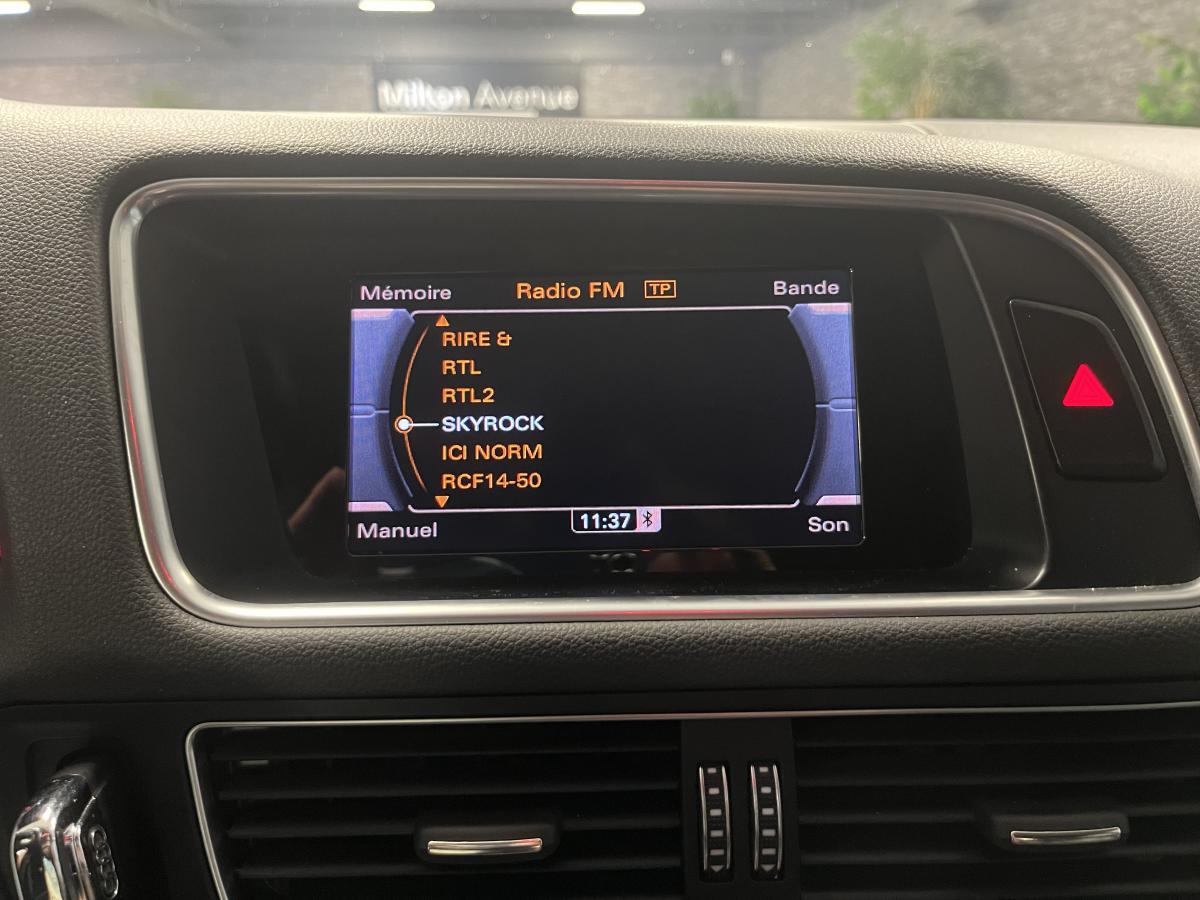 Milton Avenue
Mémoire
Radio FM
TP
Bande
RIRE &
RTL
RTL2
SKYROCK
ICI NORM
RCF14-50
Manuel
11:37
Son